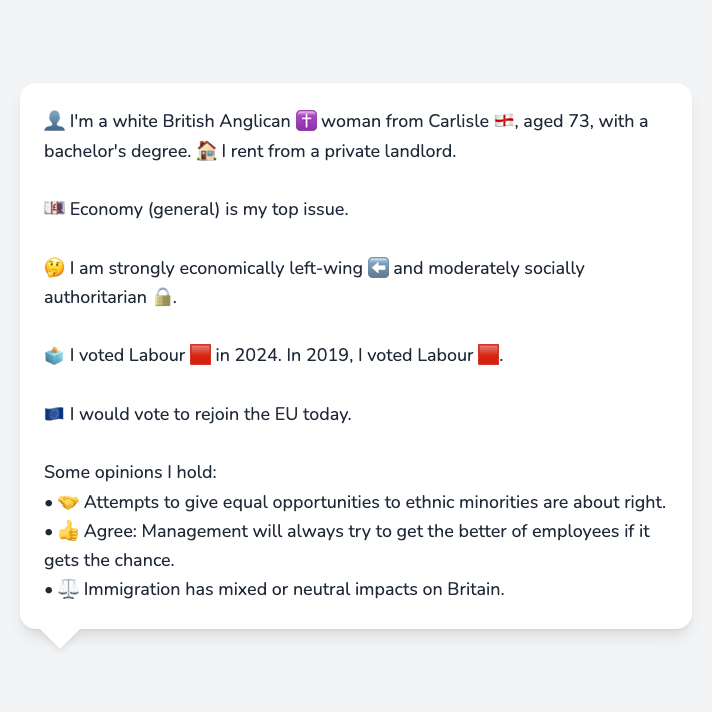 👤 I'm a white British Anglican ✝️ woman from Carlisle 🏴󠁧󠁢󠁥󠁮󠁧󠁿, aged 73, with a
bachelor's degree. 🏠 I rent from a private landlord.
💷 Economy (general) is my top issue.
🤔 I am strongly economically left-wing ⬅️ and moderately socially
authoritarian 🔒.
🗳️ I voted Labour 🟥 in 2024. In 2019, I voted Labour 🟥.
🇪🇺 I would vote to rejoin the EU today.
Some opinions I hold:
• 🤝 Attempts to give equal opportunities to ethnic minorities are about right.
• 👍 Agree: Management will always try to get the better of employees if it
gets the chance.
• ⚖️ Immigration has mixed or neutral impacts on Britain.